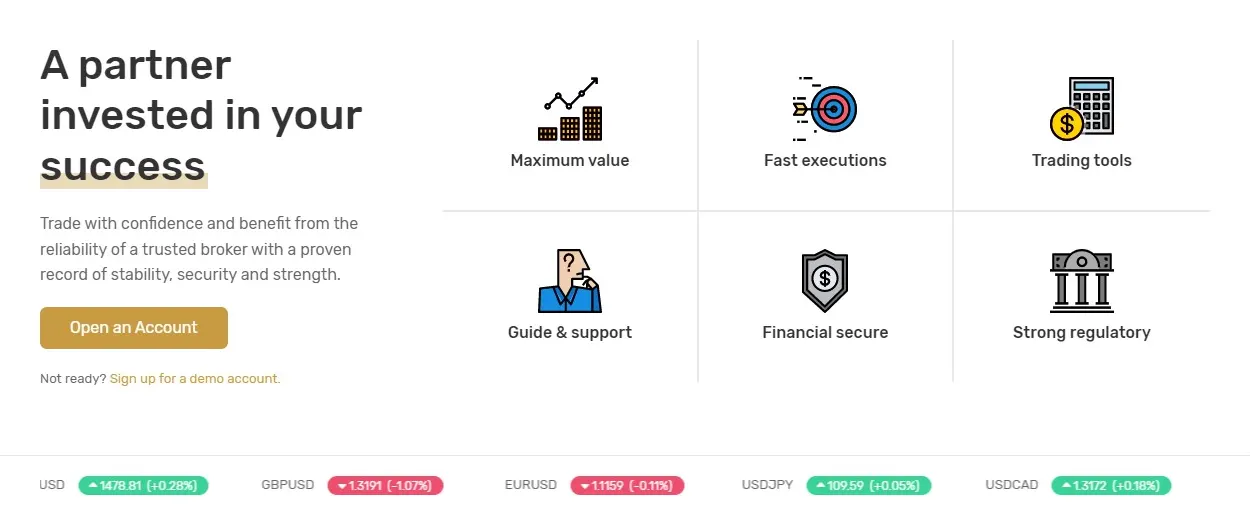 A partner
invested in your
success
Trade with confidence and benefit from the
reliability of a trusted broker with a proven
record of stability, security and strength.
Open an Account
Not ready? Sign up for a demo account.
Maximum value
Fast executions
Trading tools
$
?
$
Guide & support
Financial secure
Strong regulatory
USD 1478.81 (+0.28%) GBPUSD 1.3191 (-1.07%) EURUSD 1.1159 (-0.11%) USDJPY 109.59 (+0.05%) USDCAD 1.3172 (+0.18%)